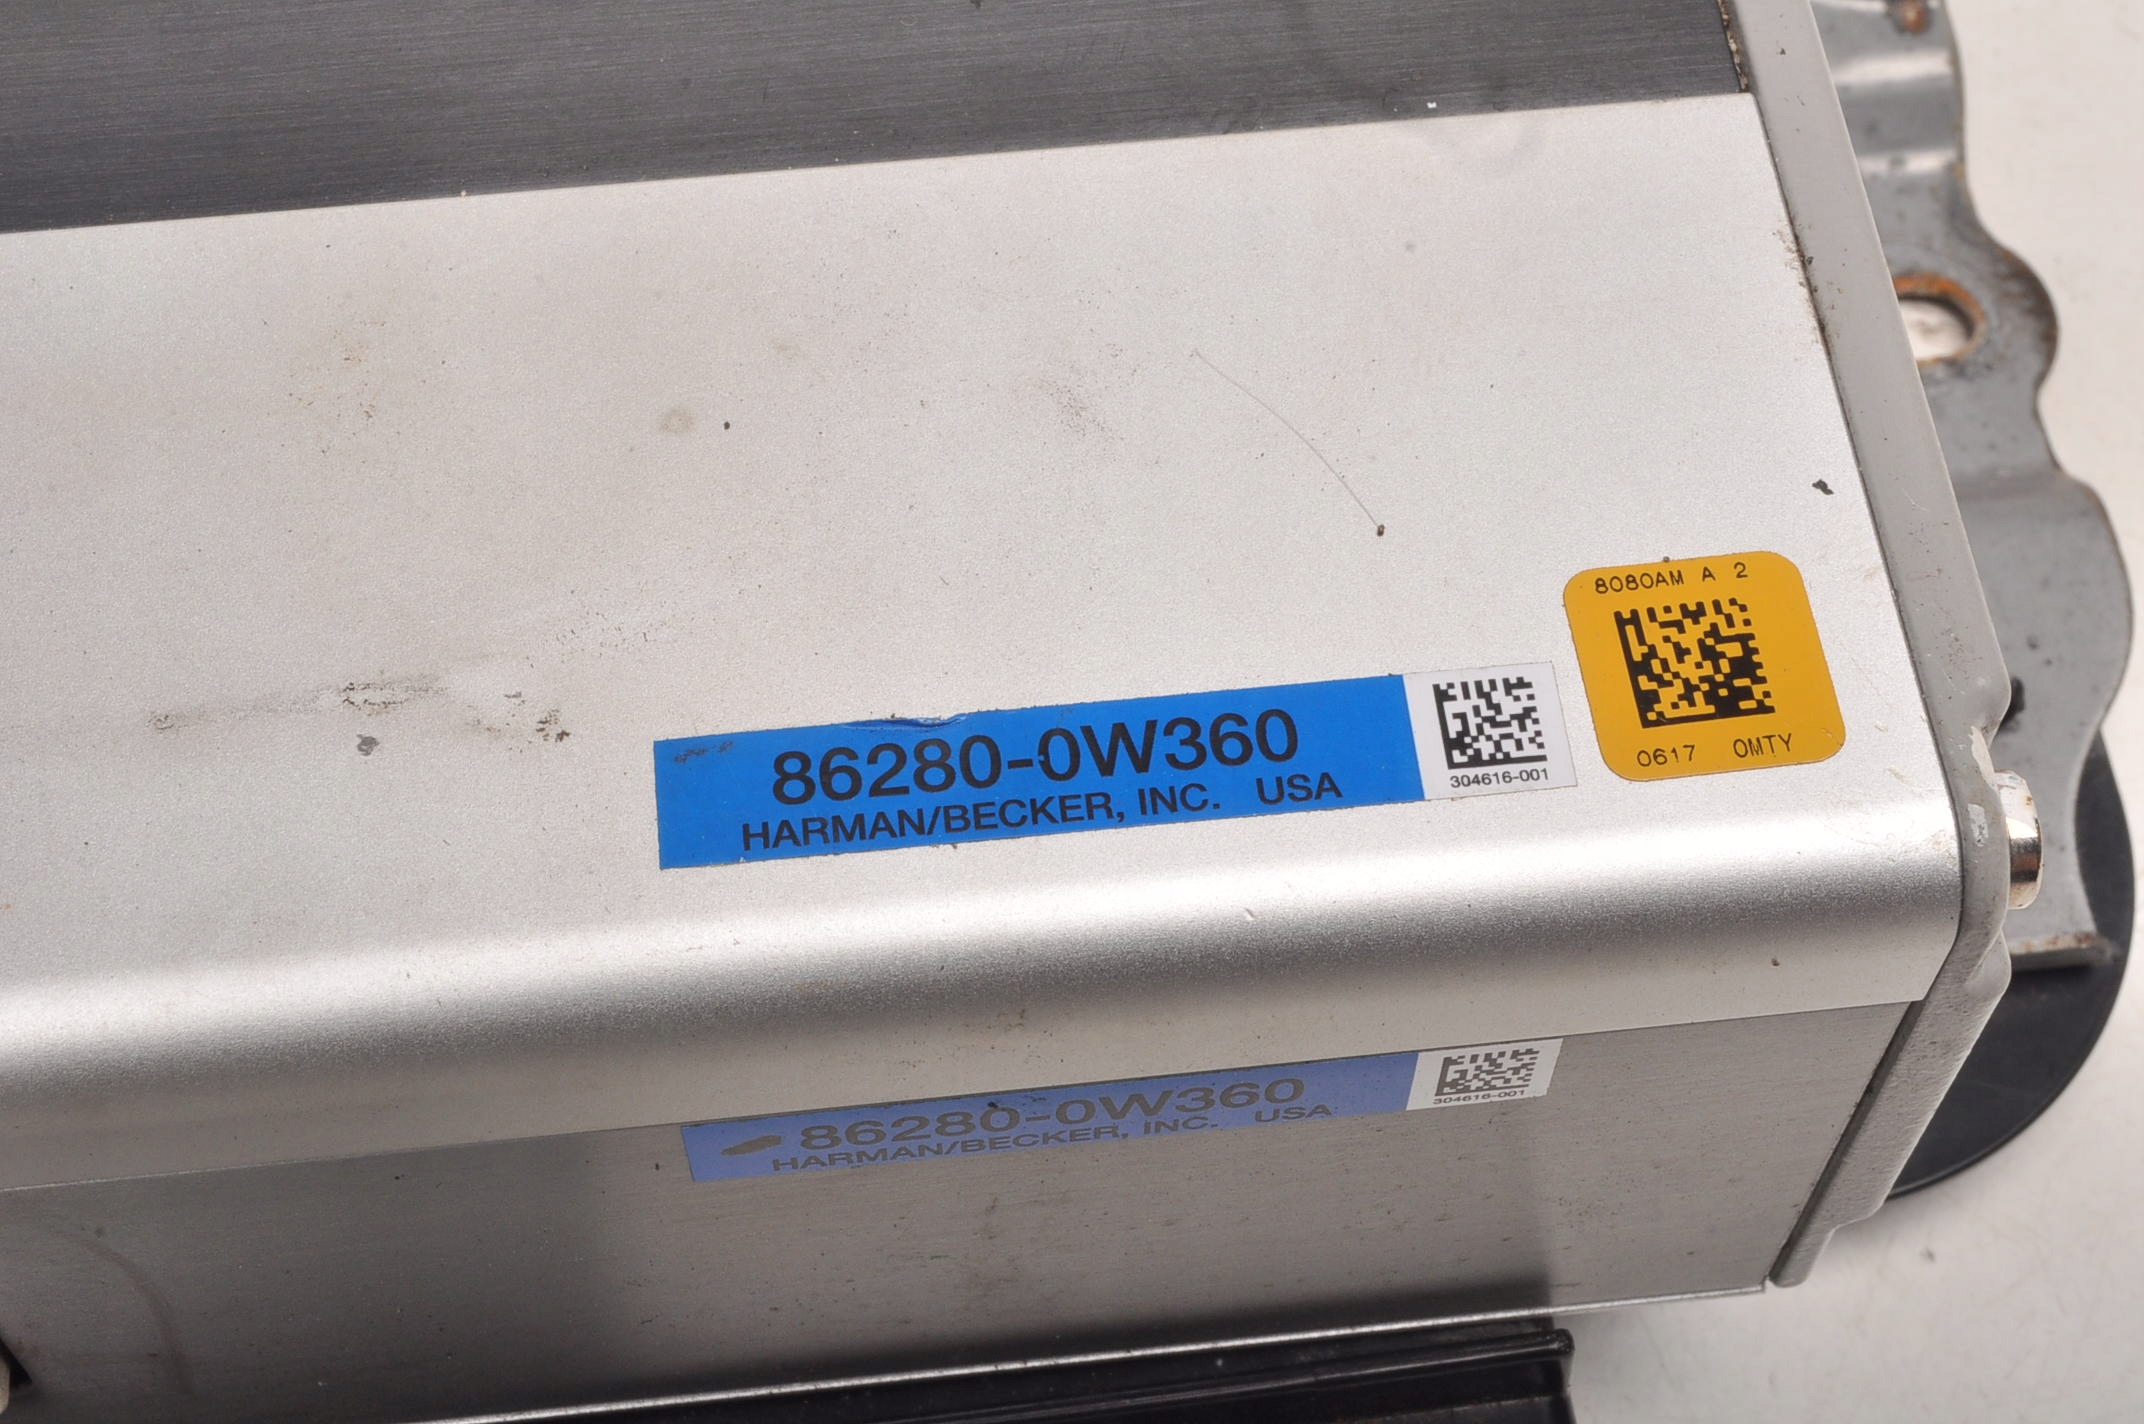 8080AM A 2
0617 0MTY
86280-0W360
HARMAN/BECKER, INC. USA
304616-001
86280-0W360
HARMAN/BECKER, INC. USA
304616-001